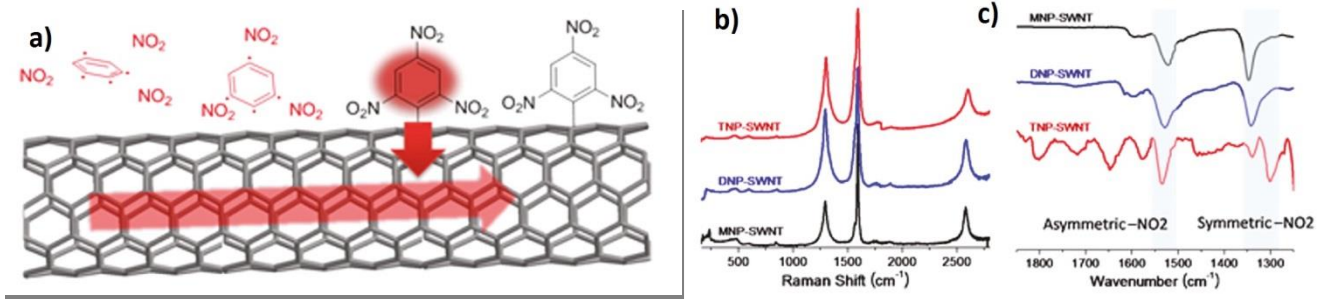 a)
NO2
NO2
NO2
NO2
NO2
NO2
NO2
O2N
NO2
NO2
O2N
NO2
b)
TNP-SWNT
DNP-SWNT
MNP-SWNT
500
1000
1500
2000
2500
Raman Shift (cm-1)
c)
MNP-SWNT
DNP-SWNT
TNP-SWNT
Asymmetric–NO2
Symmetric–NO2
1800
1700
1600
1500
1400
1300
Wavenumber (cm-1)